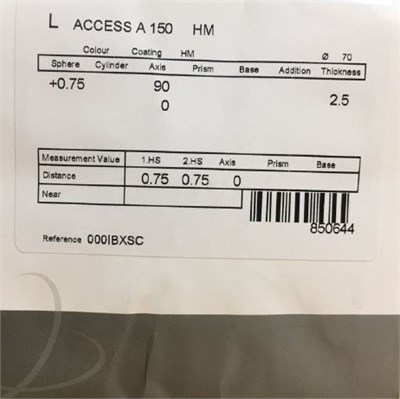 L ACCESS A 150 HM
Colour Coating HM Ø 70
Sphere Cylinder Axis Prism Base Addition Thickness
+0.75 90 2.5
0
Measurement Value 1.HS 2.HS Axis Prism Base
Distance 0.75 0.75 0
Near
850644
Reference 000IBXSC